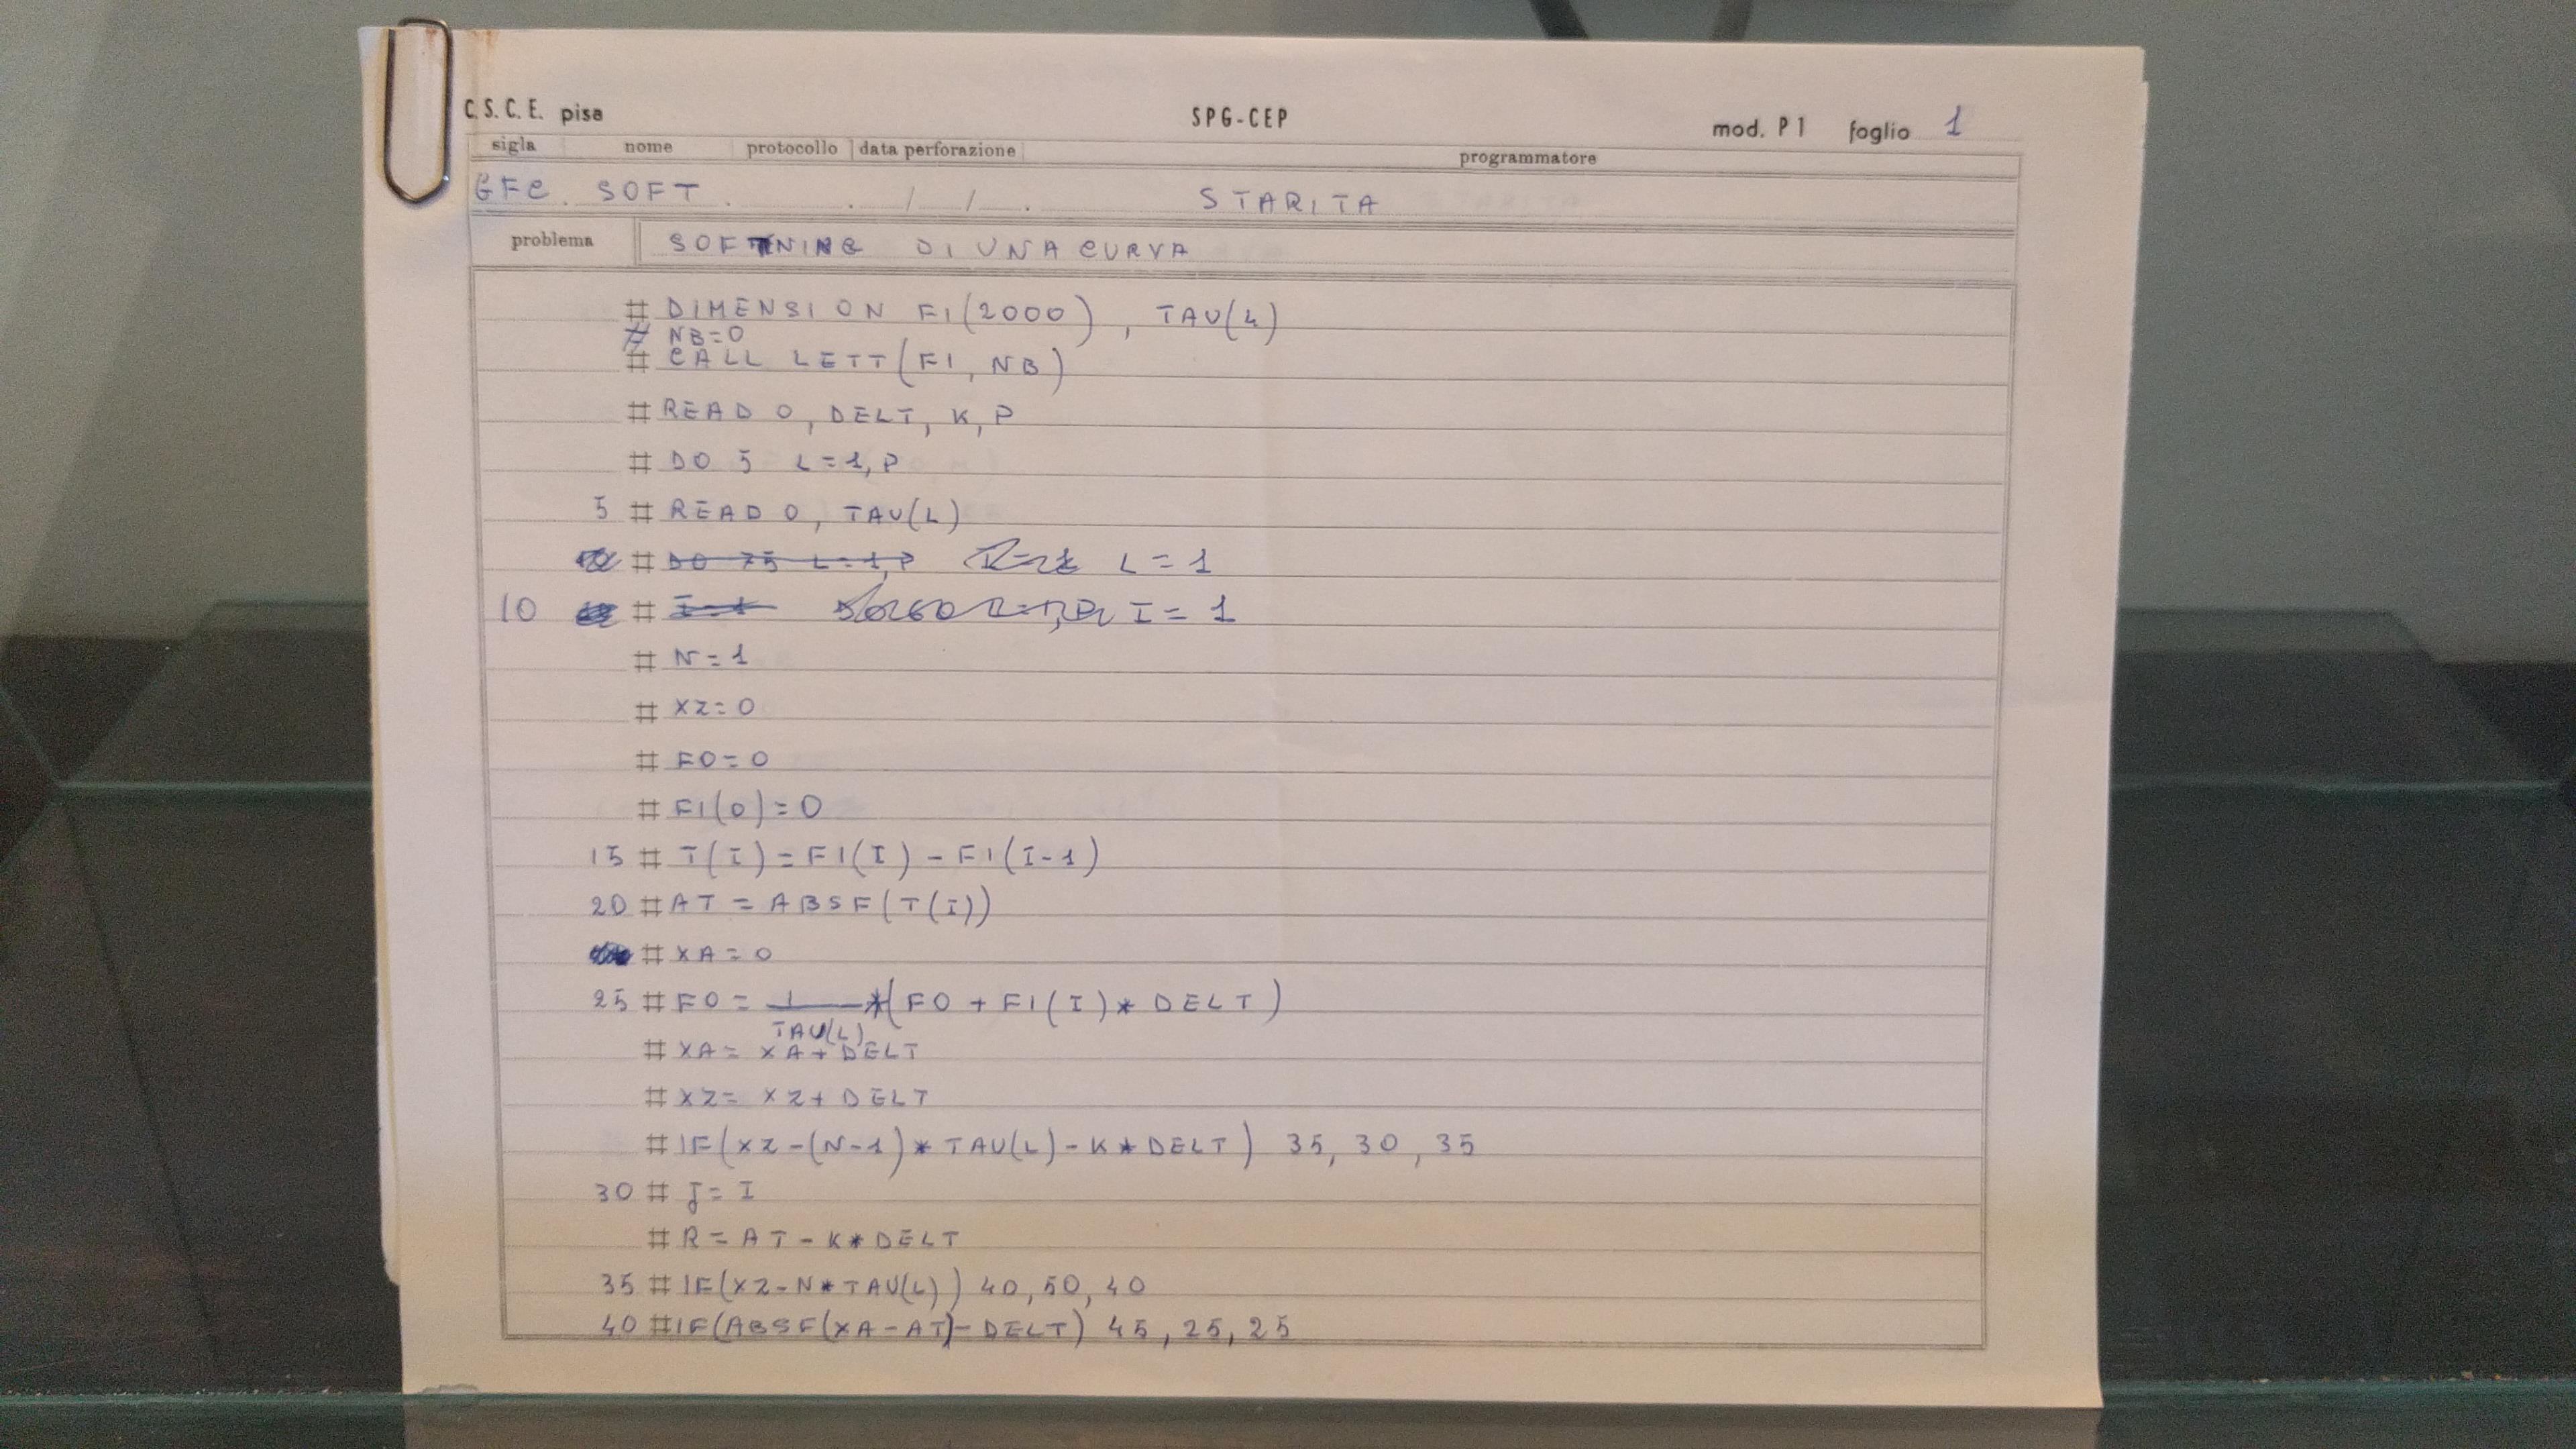 C. S. C. E. pisa SPG-CEP mod. P 1 foglio 1
sigla nome protocollo data perforazione programmatore
GFC. SOFT. . / / . STARITA
problema SOFTNING DI UNA CURVA
# DIMENSION FI(2000), TAU(4)
# NB=0
# CALL LETT(FI, NB)
# READ 0, DELT, K, P
# DO 5 L=1,P
5 # READ 0, TAU(L)
# DO 75 L=1,P L=1
10 # I=1 I=1
# N=1
# XZ=0
# FO=0
# FI(0)=0
15 # T(I)=FI(I)-FI(I-1)
20 # AT=ABSF(T(I))
# XA=0
25 # FO= 1 *(FO+FI(I)*DELT)
TAU(L)
# XA= XA+DELT
# XZ= XZ+DELT
# IF(XZ-(N-1)*TAU(L)-K*DELT) 35, 30, 35
30 # J=I
# R=AT-K*DELT
35 # IF(XZ-N*TAU(L)) 40, 50, 40
40 # IF(ABSF(XA-AT)-DELT) 45, 25, 25